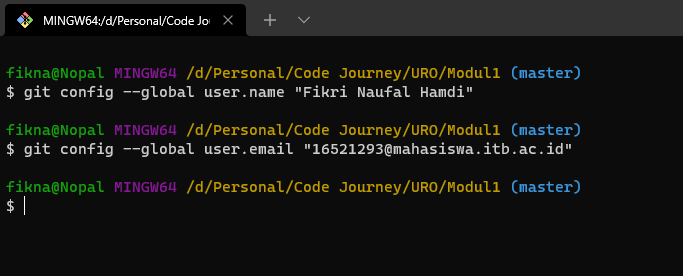 MINGW64:/d/Personal/Code Jou
fikna@Nopal MINGW64 /d/Personal/Code Journey/URO/Modul1 (master)
$ git config --global user.name "Fikri Naufal Hamdi"
fikna@Nopal MINGW64 /d/Personal/Code Journey/URO/Modul1 (master)
$ git config --global user.email "16521293@mahasiswa.itb.ac.id"
fikna@Nopal MINGW64 /d/Personal/Code Journey/URO/Modul1 (master)
$